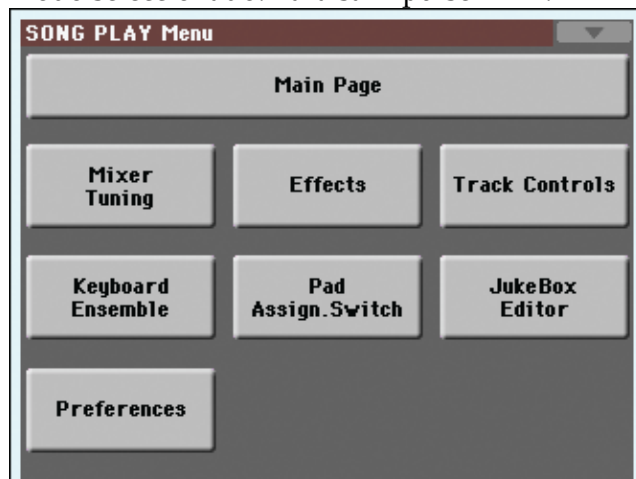 SONG PLAY Menu
Main Page
Mixer
Tuning
Effects
Track Controls
Keyboard
Ensemble
Pad
Assign.Switch
JukeBox
Editor
Preferences